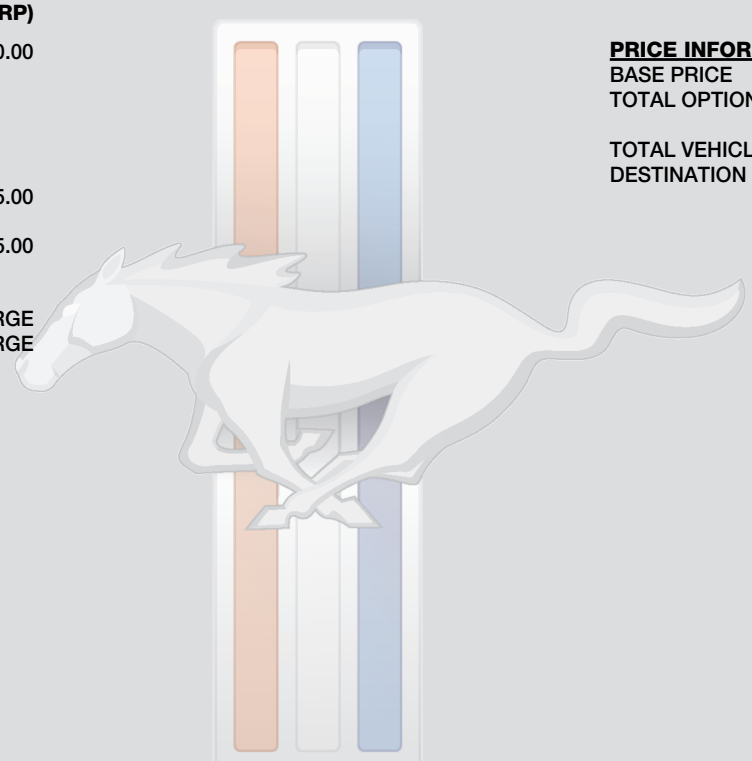 RP)
0.00
5.00
5.00
RGE
RGE
PRICE INFOR
BASE PRICE
TOTAL OPTION
TOTAL VEHICL
DESTINATION